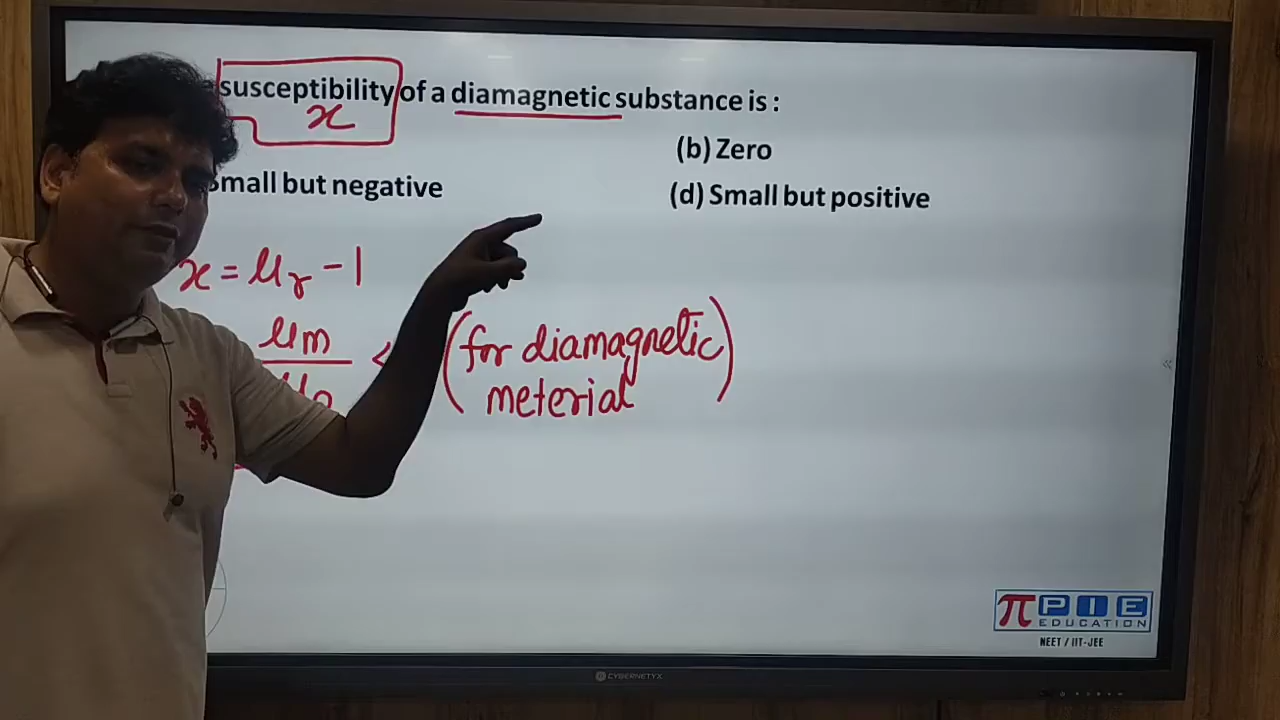 susceptibility of a diamagnetic substance is :
x
(b) Zero
Small but negative
(d) Small but positive
x = μr - 1
μm
< (for diamagnetic
meterial)
π PIE
EDUCATION
NEET / IIT-JEE
CYBERNETYX